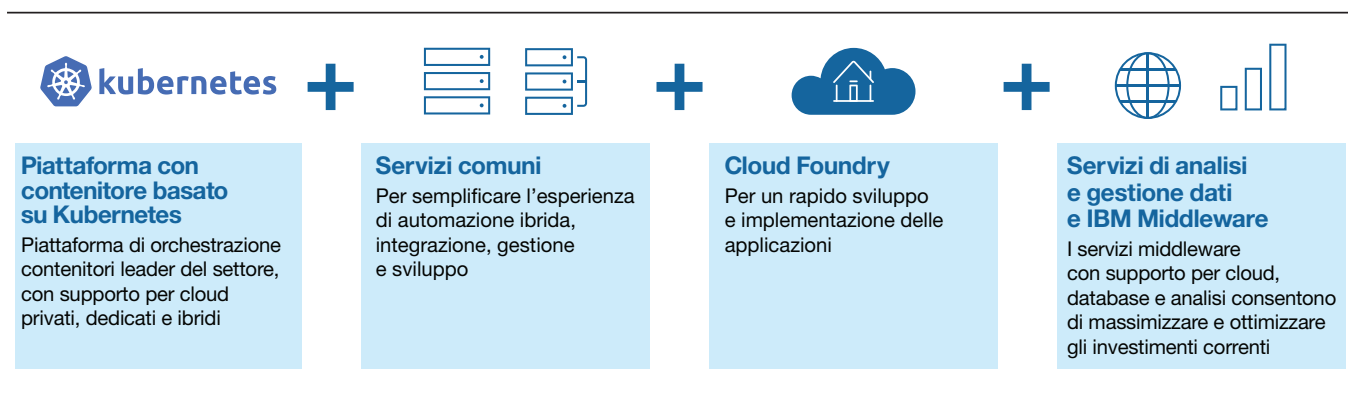 kubernetes
Piattaforma con
contenitore basato
su Kubernetes
Piattaforma di orchestrazione
contenitori leader del settore,
con supporto per cloud
privati, dedicati e ibridi
Servizi comuni
Per semplificare l’esperienza
di automazione ibrida,
integrazione, gestione
e sviluppo
Cloud Foundry
Per un rapido sviluppo
e implementazione delle
applicazioni
Servizi di analisi
e gestione dati
e IBM Middleware
I servizi middleware
con supporto per cloud,
database e analisi consentono
di massimizzare e ottimizzare
gli investimenti correnti